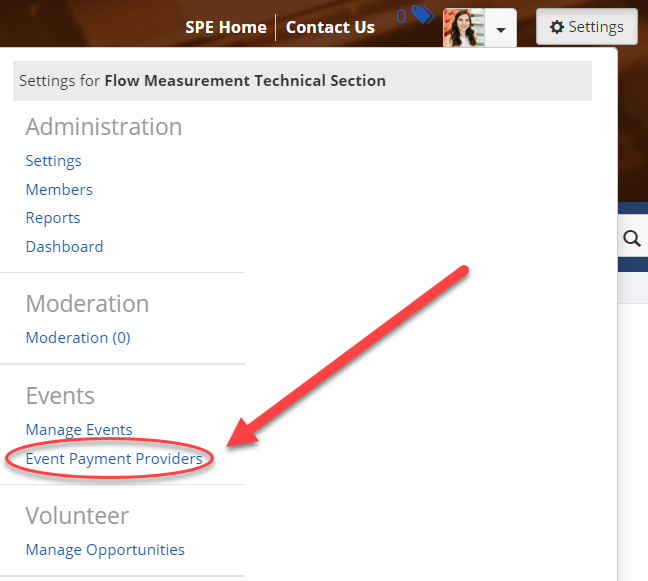 SPE Home Contact Us 0 Settings
Settings for Flow Measurement Technical Section
Administration
Settings
Members
Reports
Dashboard
Moderation
Moderation (0)
Events
Manage Events
Event Payment Providers
Volunteer
Manage Opportunities